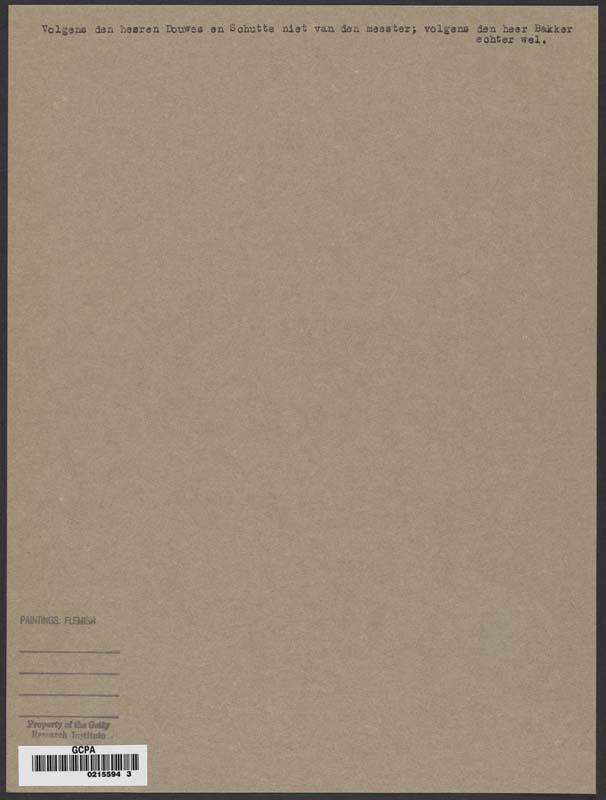 Volgens den heeren Douwes en Schutte niet van den meester; volgens den heer Bakker
echter wel.
PAINTINGS: FLEMISH
Property of the Getty
Research Institute
GCPA
0215594 3